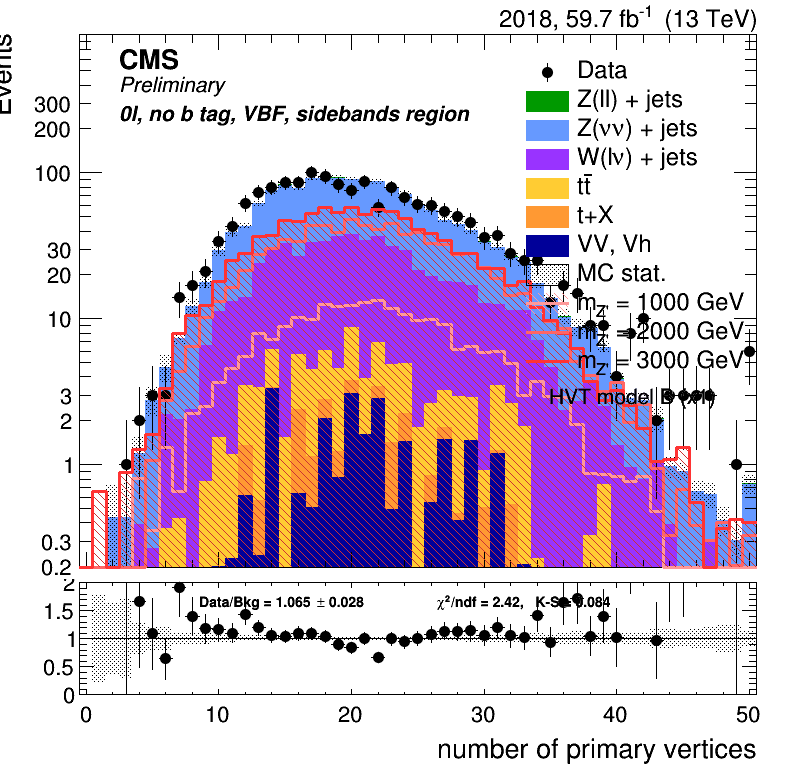 2018, 59.7 fb⁻¹ (13 TeV)
Events
CMS
Preliminary
0l, no b tag, VBF, sidebands region
Data
Z(ll) + jets
Z(νν) + jets
W(lν) + jets
tt̄
t+X
VV, Vh
MC stat.
m_Z' = 1000 GeV
m_Z' = 2000 GeV
m_Z' = 3000 GeV
HVT model B
300
200
100
30
20
10
3
2
1
0.3
0.2
Data/Bkg = 1.065 ± 0.028
χ²/ndf = 2.42, K-S = 0.084
2
1.5
1
0.5
0
0 10 20 30 40 50
number of primary vertices